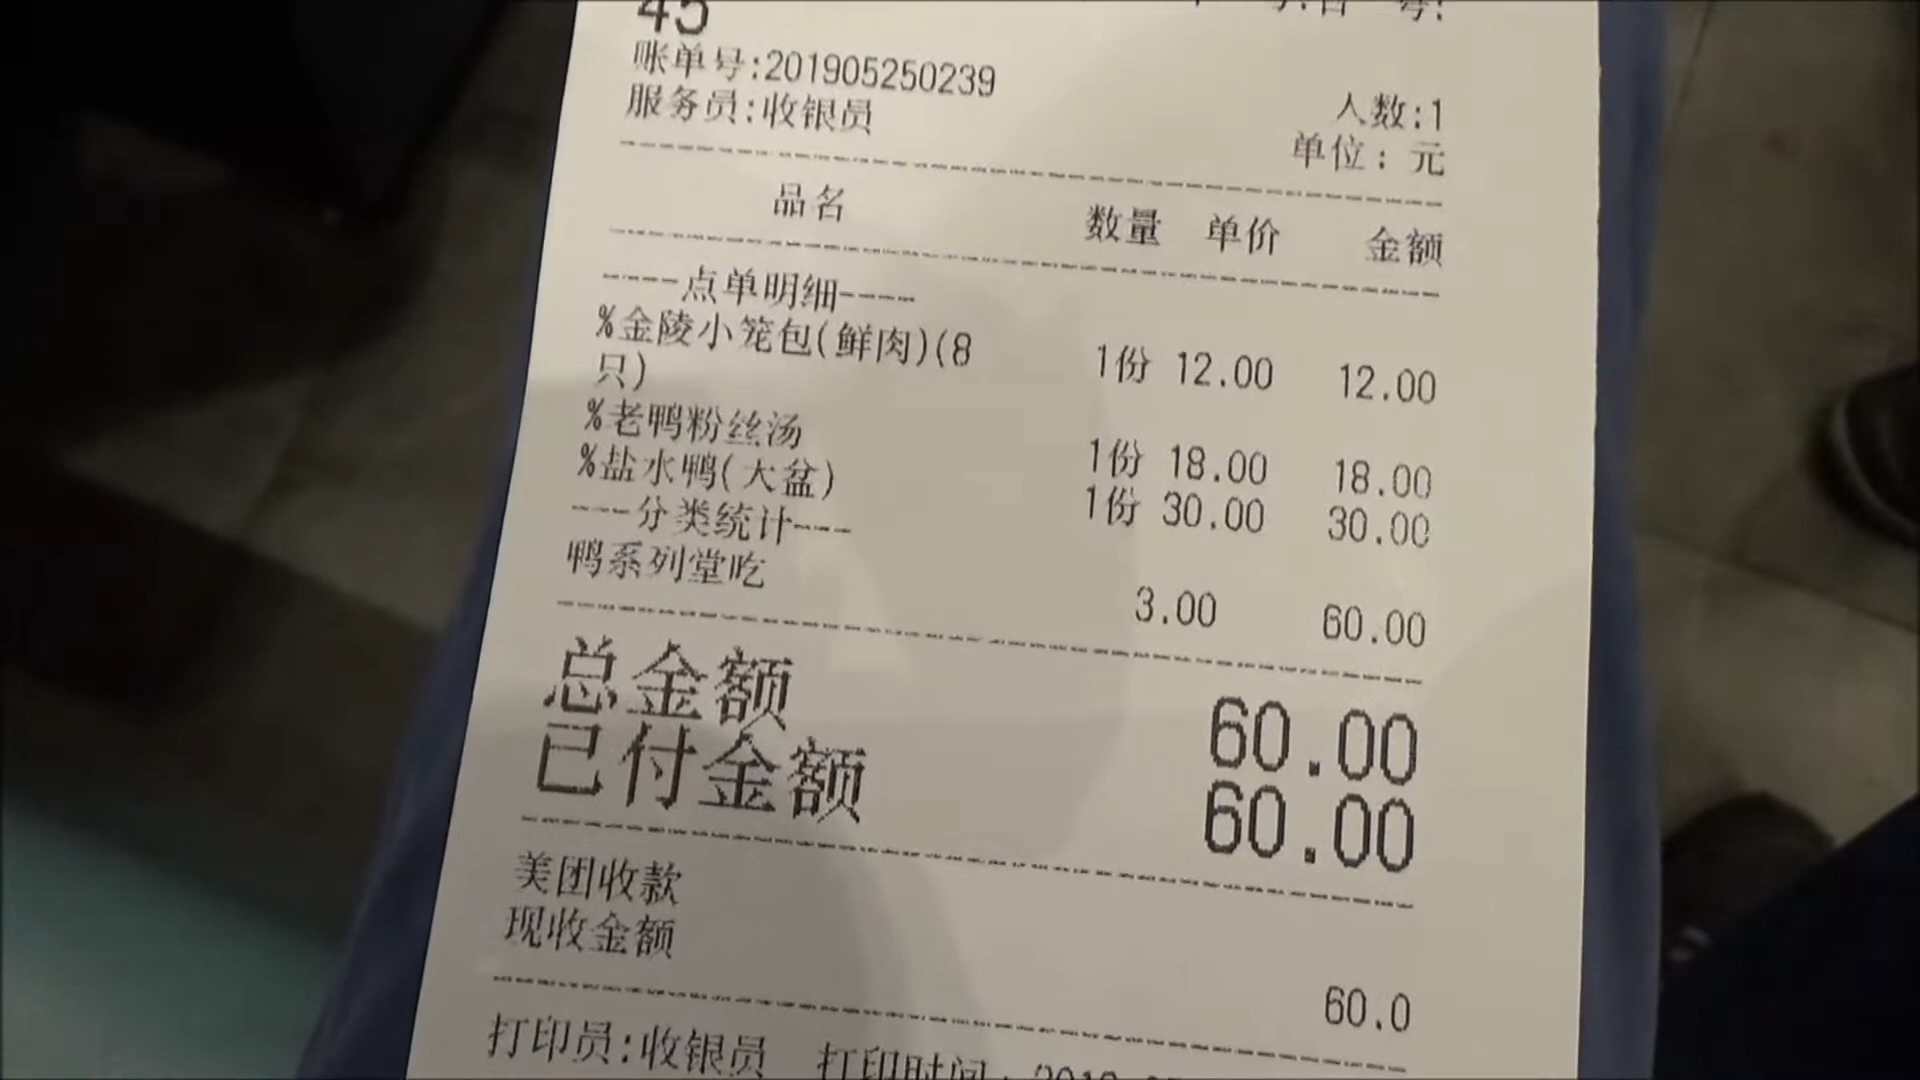 45
账单号:201905250239
人数:1
服务员:收银员
单位: 元
品名 数量 单价 金额
----点单明细----
%金陵小笼包(鲜肉)(8
只) 1份 12.00 12.00
%老鸭粉丝汤 1份 18.00 18.00
%盐水鸭(大盆) 1份 30.00 30.00
----分类统计----
鸭系列堂吃 3.00 60.00
总金额 60.00
已付金额 60.00
美团收款
现收金额 60.0
打印员:收银员 打印时间: